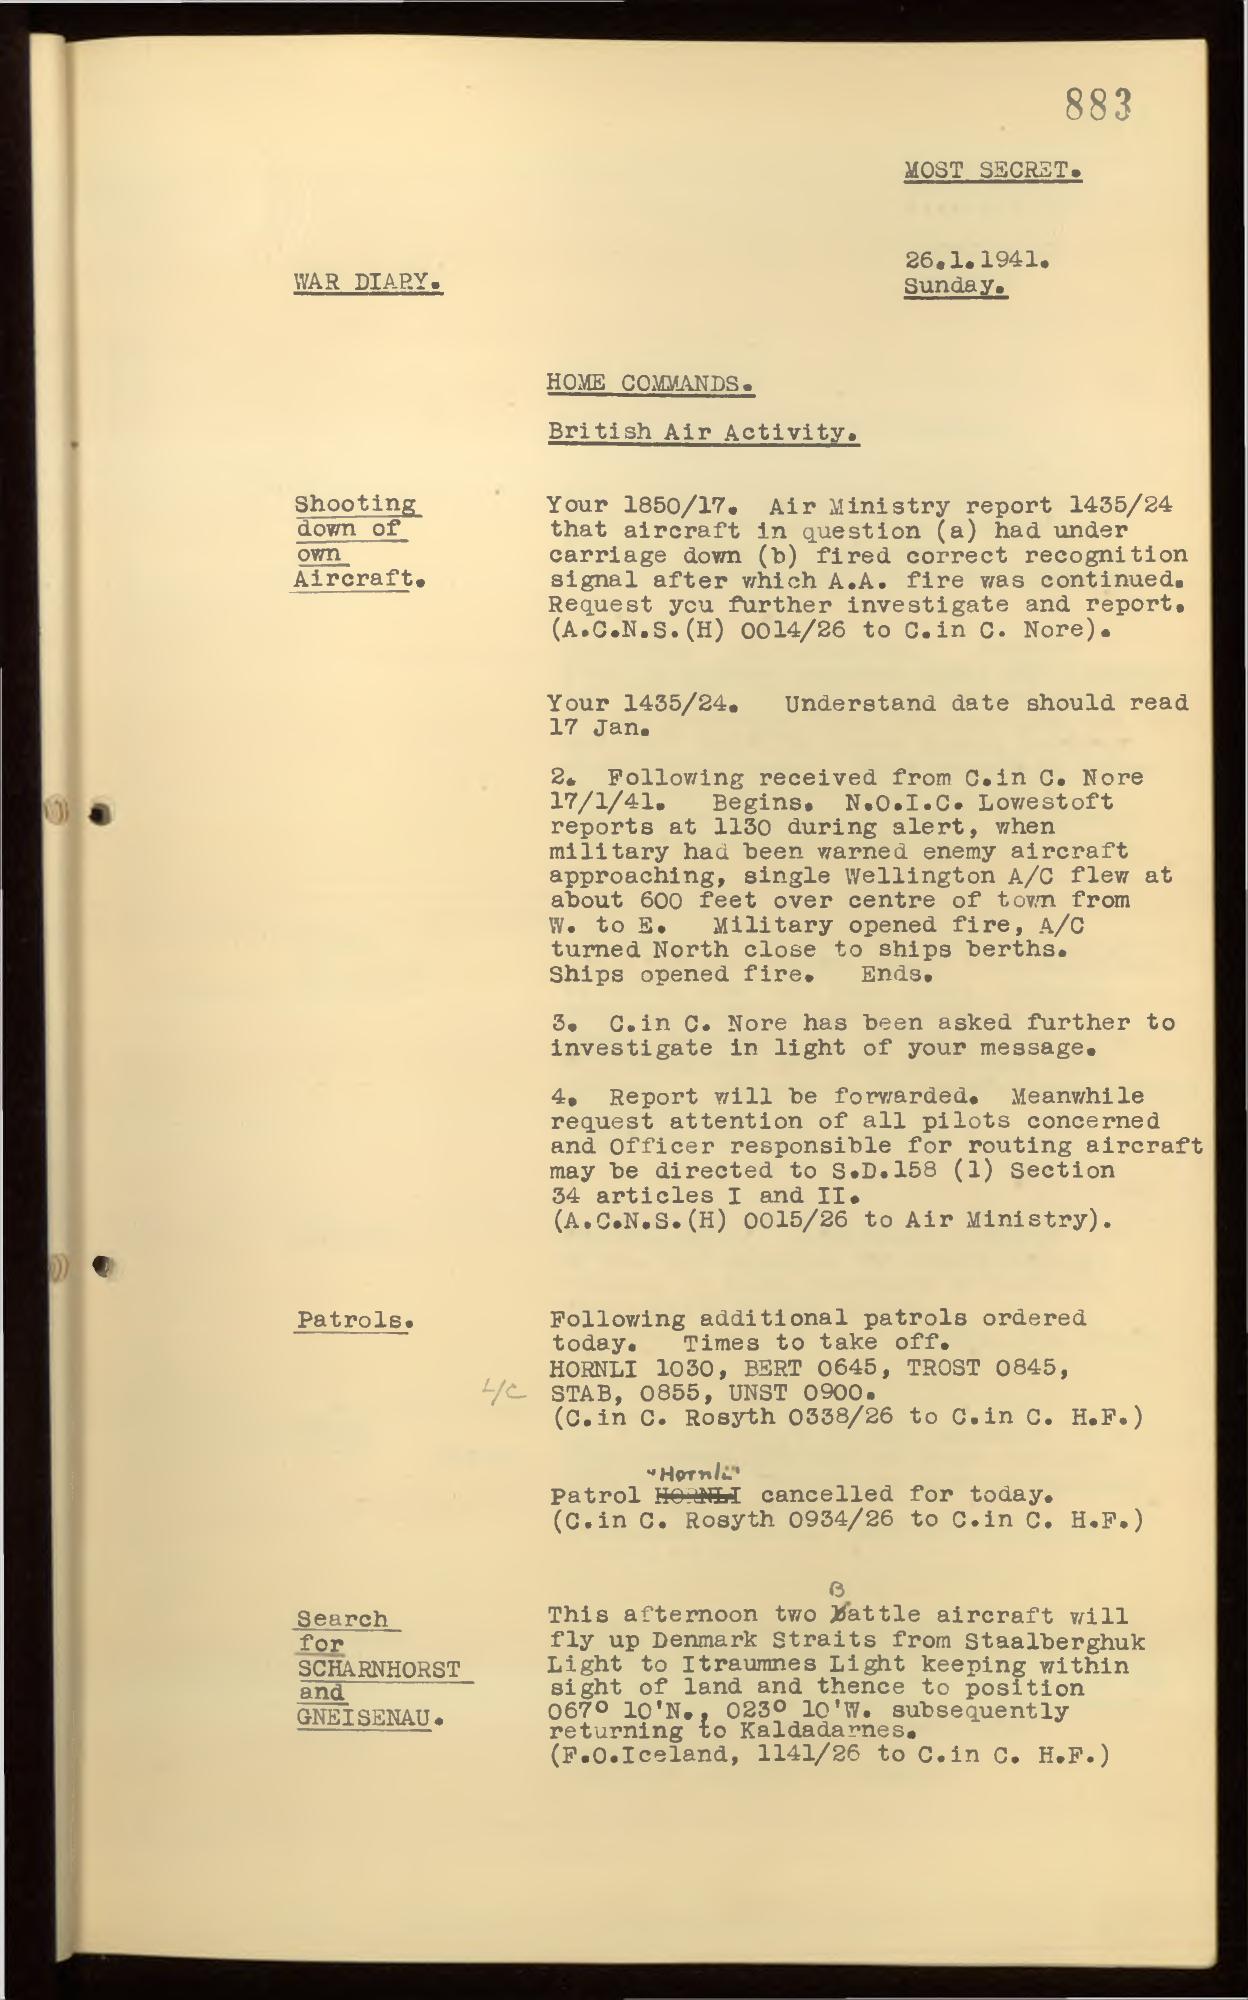 883
MOST SECRET.
26.1.1941.
Sunday.
WAR DIARY.
HOME COMMANDS.
British Air Activity.
Shooting
down of
own
Aircraft.
Your 1850/17. Air Ministry report 1435/24
that aircraft in question (a) had under
carriage down (b) fired correct recognition
signal after which A.A. fire was continued.
Request you further investigate and report.
(A.C.N.S.(H) 0014/26 to C.in C. Nore).
Your 1435/24. Understand date should read
17 Jan.
2. Following received from C.in C. Nore
17/1/41. Begins. N.O.I.C. Lowestoft
reports at 1130 during alert, when
military had been warned enemy aircraft
approaching, single Wellington A/C flew at
about 600 feet over centre of town from
W. to E. Military opened fire, A/C
turned North close to ships berths.
Ships opened fire. Ends.
3. C.in C. Nore has been asked further to
investigate in light of your message.
4. Report will be forwarded. Meanwhile
request attention of all pilots concerned
and Officer responsible for routing aircraft
may be directed to S.D.158 (1) Section
34 articles I and II.
(A.C.N.S.(H) 0015/26 to Air Ministry).
Patrols.
Following additional patrols ordered
today. Times to take off.
HORNLI 1030, BERT 0645, TROST 0845,
L/C STAB, 0855, UNST 0900.
(C.in C. Rosyth 0338/26 to C.in C. H.F.)
"Hornli"
Patrol HORNLI cancelled for today.
(C.in C. Rosyth 0934/26 to C.in C. H.F.)
Search
for
SCHARNHORST
and
GNEISENAU.
B
This afternoon two battle aircraft will
fly up Denmark Straits from Staalberghuk
Light to Itraumnes Light keeping within
sight of land and thence to position
067° 10'N., 023° 10'W. subsequently
returning to Kaldadarnes.
(F.O.Iceland, 1141/26 to C.in C. H.F.)